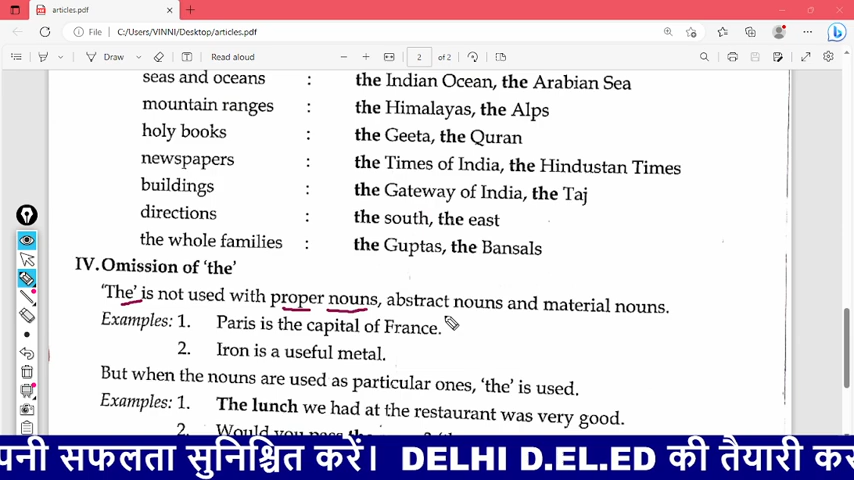 articles.pdf
File
C:/Users/VINNI/Desktop/articles.pdf
Draw
Read aloud
2
of 2
seas and oceans : the Indian Ocean, the Arabian Sea
mountain ranges : the Himalayas, the Alps
holy books : the Geeta, the Quran
newspapers : the Times of India, the Hindustan Times
buildings : the Gateway of India, the Taj
directions : the south, the east
the whole families : the Guptas, the Bansals
IV. Omission of 'the'
'The' is not used with proper nouns, abstract nouns and material nouns.
Examples: 1. Paris is the capital of France.
2. Iron is a useful metal.
But when the nouns are used as particular ones, 'the' is used.
Examples: 1. The lunch we had at the restaurant was very good.
2. Would you pass
पनी सफलता सुनिश्चित करें। DELHI D.EL.ED की तैयारी कर